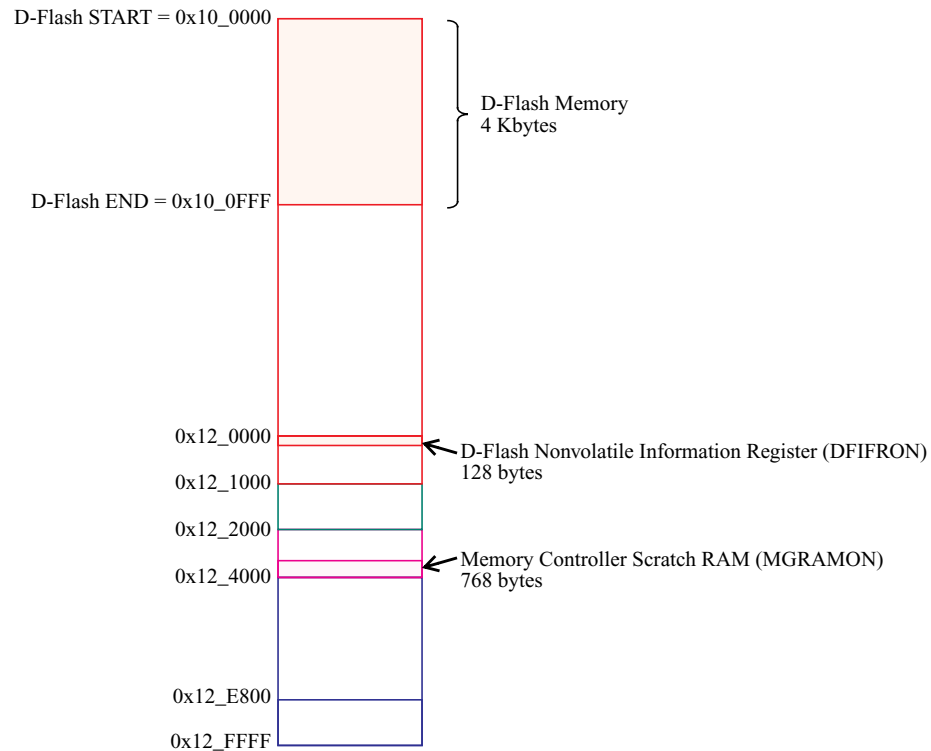 D-Flash START = 0x10_0000
D-Flash Memory
4 Kbytes
D-Flash END = 0x10_0FFF
0x12_0000
D-Flash Nonvolatile Information Register (DFIFRON)
128 bytes
0x12_1000
0x12_2000
Memory Controller Scratch RAM (MGRAMON)
768 bytes
0x12_4000
0x12_E800
0x12_FFFF